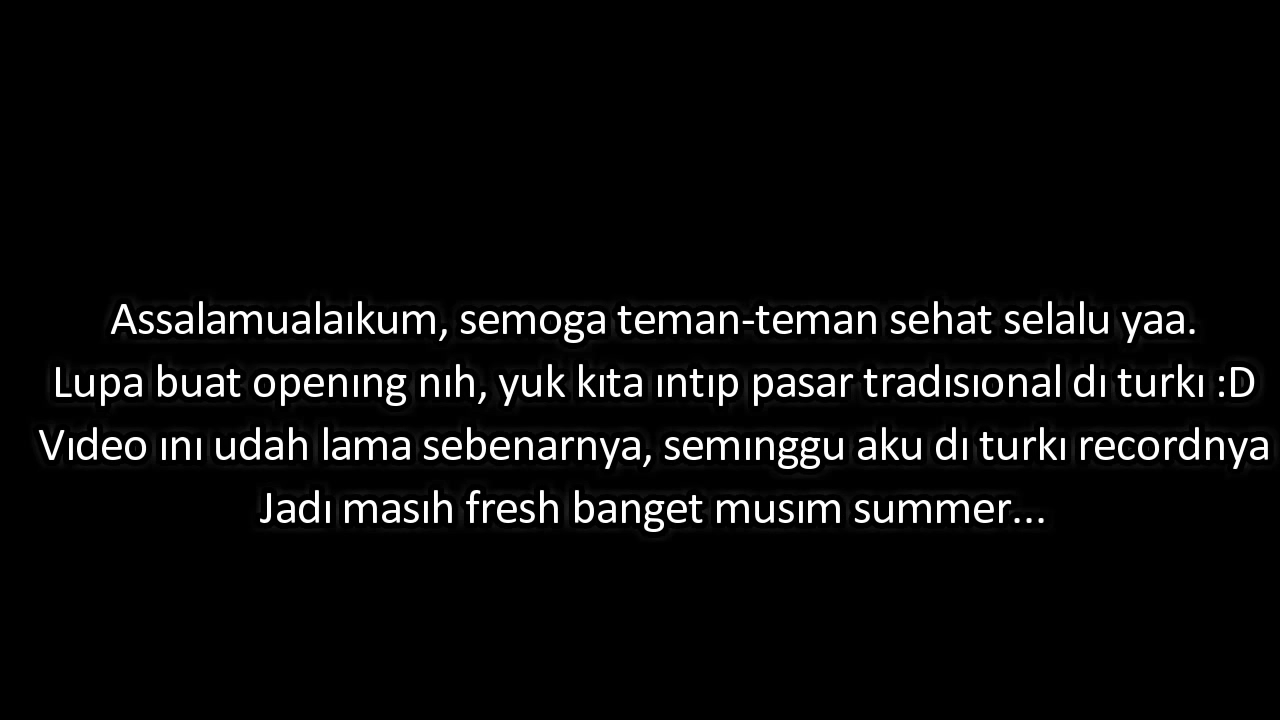 Assalamualaıkum, semoga teman-teman sehat selalu yaa.
Lupa buat openıng nıh, yuk kıta ıntıp pasar tradısıonal dı turkı :D
Vıdeo ını udah lama sebenarnya, semınggu aku dı turkı recordnya
Jadı masıh fresh banget musım summer...